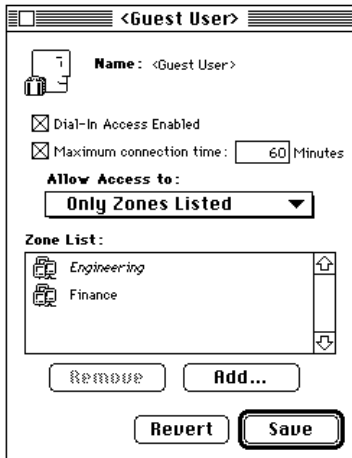 <Guest User>
Name: <Guest User>
Dial-In Access Enabled
Maximum connection time: 60 Minutes
Allow Access to:
Only Zones Listed
Zone List:
Engineering
Finance
Remove Add...
Revert Save